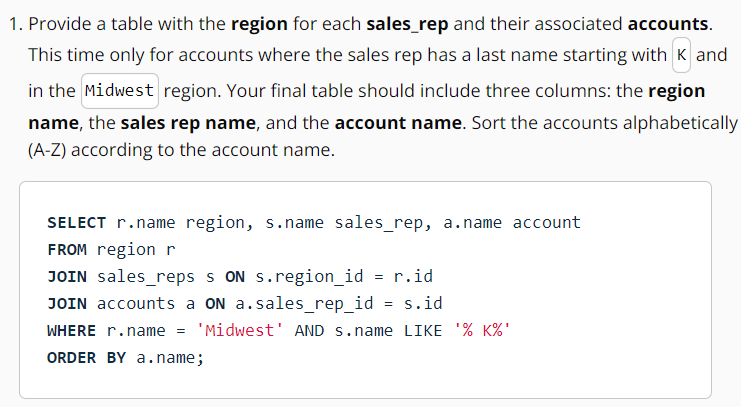 1. Provide a table with the region for each sales_rep and their associated accounts.
This time only for accounts where the sales rep has a last name starting with K and
in the Midwest region. Your final table should include three columns: the region
name, the sales rep name, and the account name. Sort the accounts alphabetically
(A-Z) according to the account name.
SELECT r.name region, s.name sales_rep, a.name account
FROM region r
JOIN sales_reps s ON s.region_id = r.id
JOIN accounts a ON a.sales_rep_id = s.id
WHERE r.name = 'Midwest' AND s.name LIKE '% K%'
ORDER BY a.name;